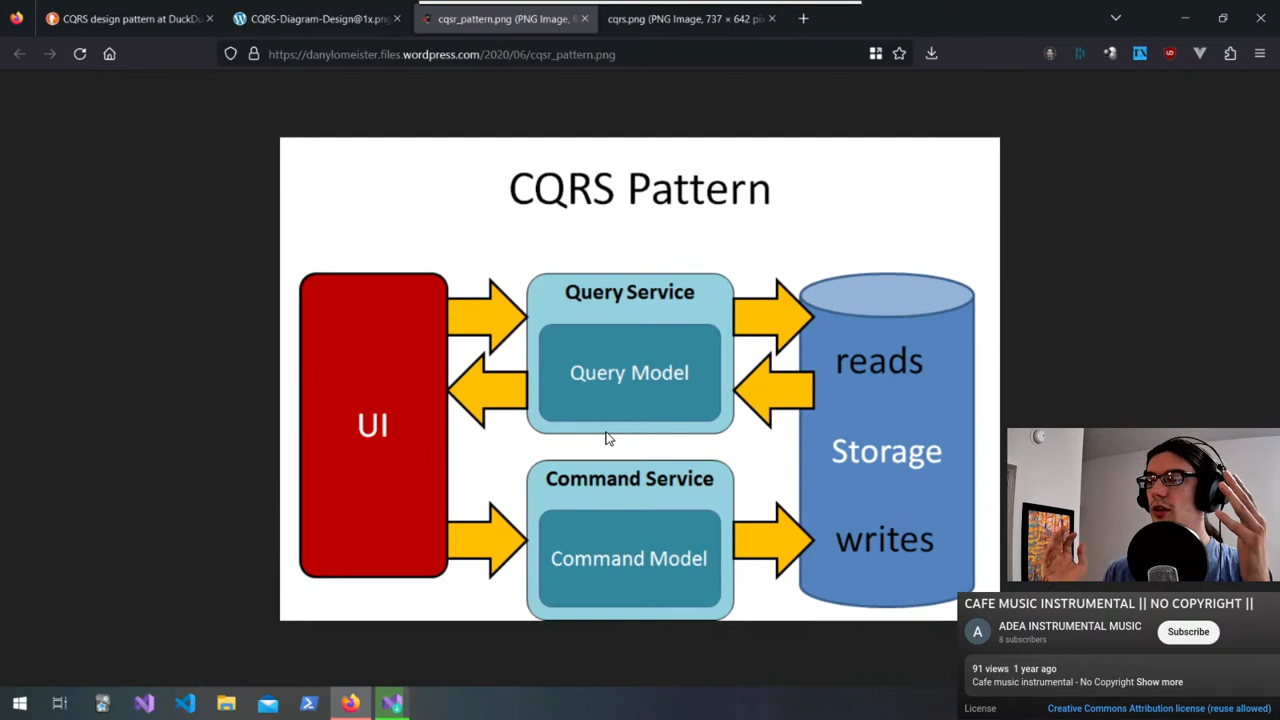 CQRS design pattern at DuckDu
CQRS-Diagram-Design@1x.png
cqsr_pattern.png (PNG Image, 8
cqrs.png (PNG Image, 737 × 642 pix
https://danylomeister.files.wordpress.com/2020/06/cqsr_pattern.png
CQRS Pattern
UI
Query Service
Query Model
Command Service
Command Model
reads
Storage
writes
CAFE MUSIC INSTRUMENTAL || NO COPYRIGHT ||
A
ADEA INSTRUMENTAL MUSIC
8 subscribers
Subscribe
91 views 1 year ago
Cafe music instrumental - No Copyright Show more
License
Creative Commons Attribution license (reuse allowed)